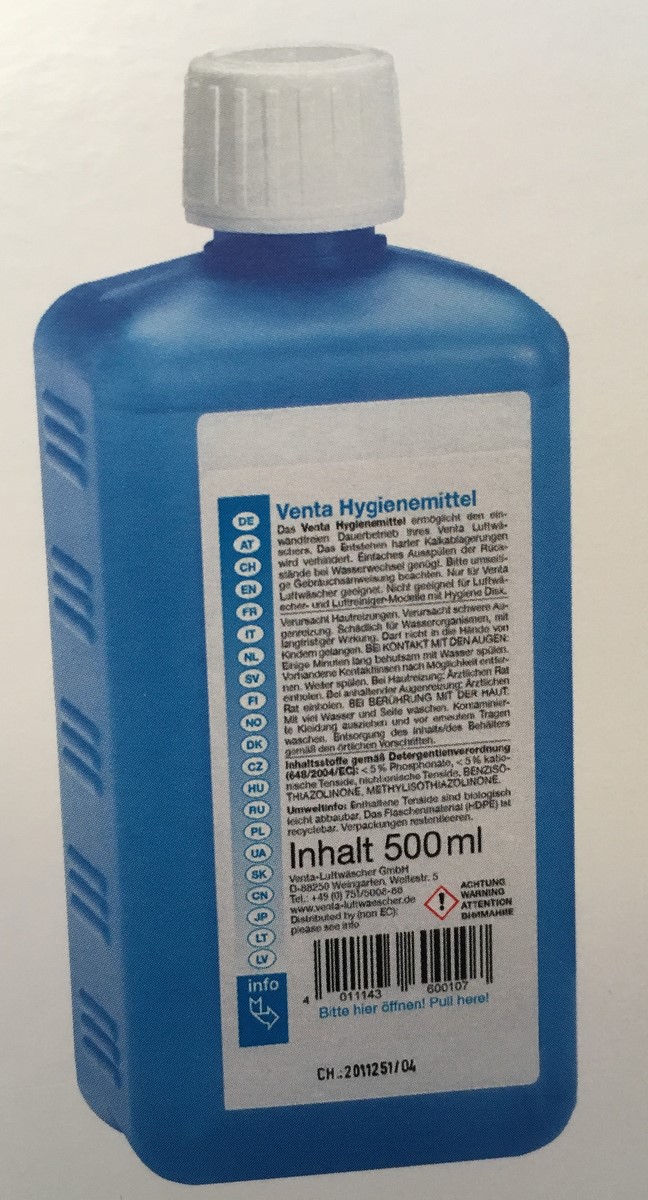 DE
AT
CH
EN
FR
IT
NL
SV
FI
NO
DK
CZ
HU
RU
PL
UA
SK
CN
JP
LT
LV
info
Venta Hygienemittel
Das Venta Hygienemittel ermöglicht den ein-
wandfreien Dauerbetrieb Ihres Venta Luftwä-
schers. Das Entstehen harter Kalkablagerungen
wird verhindert. Einfaches Ausspülen der Rück-
stände bei Wasserwechsel genügt. Bitte umseiti-
ge Gebrauchsanweisung beachten. Nur für Venta
Luftwäscher geeignet. Nicht geeignet für Luftwä-
scher- und Luftreiniger-Modelle mit Hygiene Disk.
Verursacht Hautreizungen. Verursacht schwere Au-
genreizung. Schädlich für Wasserorganismen, mit
langfristiger Wirkung. Darf nicht in die Hände von
Kindern gelangen. BEI KONTAKT MIT DEN AUGEN:
Einige Minuten lang behutsam mit Wasser spülen.
Vorhandene Kontaktlinsen nach Möglichkeit entfer-
nen. Weiter spülen. Bei Hautreizung: Ärztlichen Rat
einholen. Bei anhaltender Augenreizung: Ärztlichen
Rat einholen. BEI BERÜHRUNG MIT DER HAUT:
Mit viel Wasser und Seife waschen. Kontaminier-
te Kleidung ausziehen und vor erneutem Tragen
waschen. Entsorgung des Inhalts/des Behälters
gemäß den örtlichen Vorschriften.
Inhaltsstoffe gemäß Detergentienverordnung
(648/2004/EC): <5% Phosphonate, <5% katio-
nische Tenside, nichtionische Tenside, BENZISO-
THIAZOLINONE, METHYLISOTHIAZOLINONE.
Umweltinfo: Enthaltene Tenside sind biologisch
leicht abbaubar. Das Flaschenmaterial (HDPE) ist
recyclebar. Verpackungen restentleeren.
Inhalt 500 ml
Venta-Luftwäscher GmbH
D-88250 Weingarten, Weltestr. 5
Tel.: +49 (0) 751/5008-88
www.venta-luftwaescher.de
Distributed by (non EC):
please see info
ACHTUNG
WARNING
ATTENTION
ВНИМАНИЕ
4 011143 600107
Bitte hier öffnen! Pull here!
CH.:2011251/04